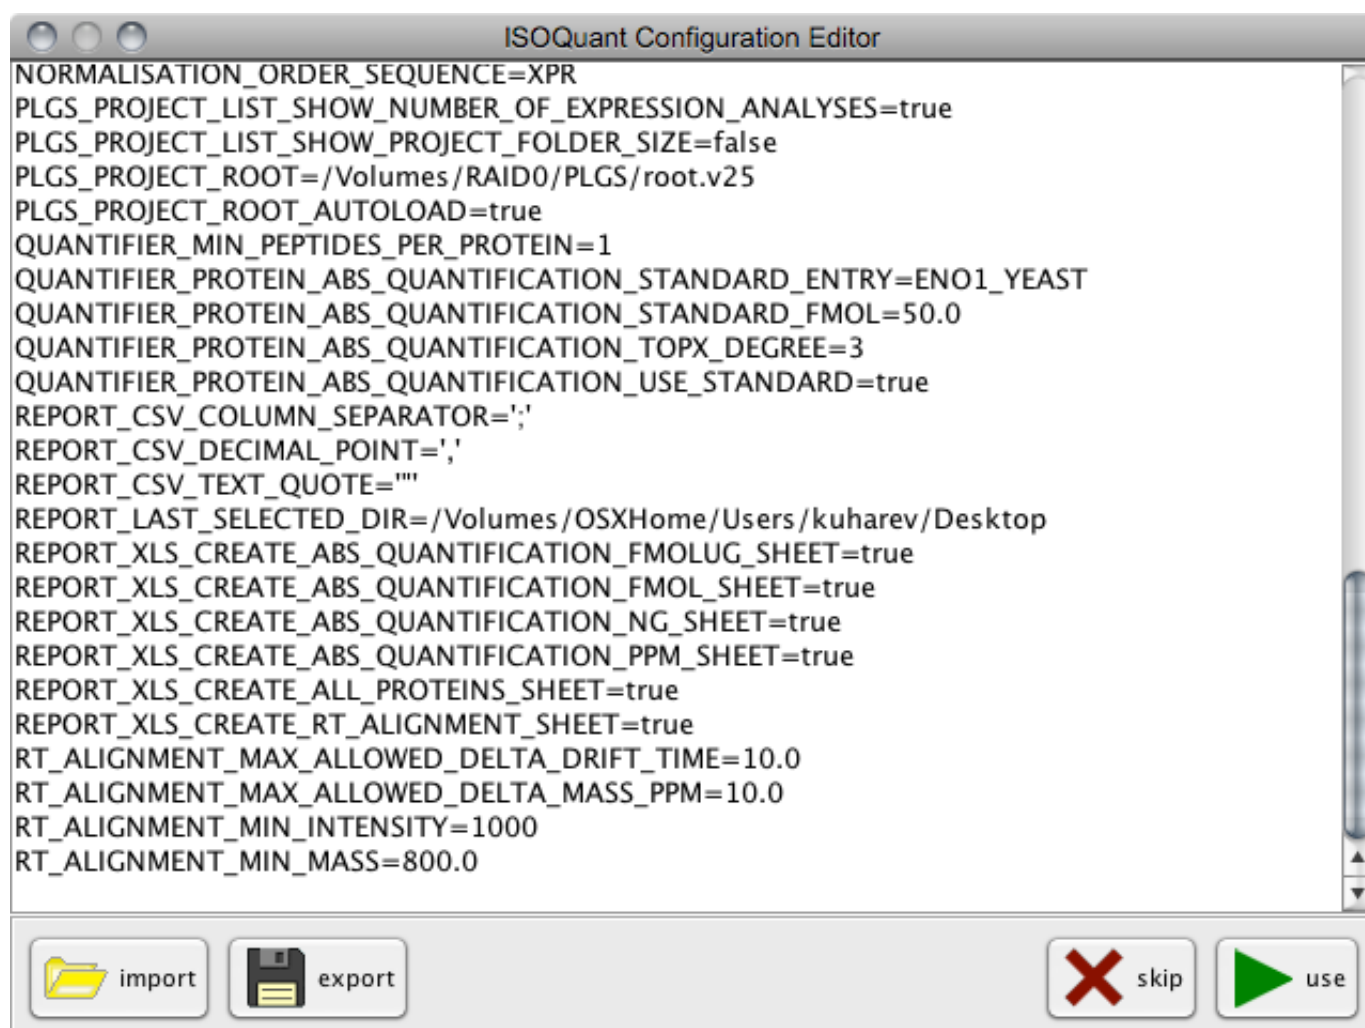 ISOQuant Configuration Editor
NORMALISATION_ORDER_SEQUENCE=XPR
PLGS_PROJECT_LIST_SHOW_NUMBER_OF_EXPRESSION_ANALYSES=true
PLGS_PROJECT_LIST_SHOW_PROJECT_FOLDER_SIZE=false
PLGS_PROJECT_ROOT=/Volumes/RAID0/PLGS/root.v25
PLGS_PROJECT_ROOT_AUTOLOAD=true
QUANTIFIER_MIN_PEPTIDES_PER_PROTEIN=1
QUANTIFIER_PROTEIN_ABS_QUANTIFICATION_STANDARD_ENTRY=ENO1_YEAST
QUANTIFIER_PROTEIN_ABS_QUANTIFICATION_STANDARD_FMOL=50.0
QUANTIFIER_PROTEIN_ABS_QUANTIFICATION_TOPX_DEGREE=3
QUANTIFIER_PROTEIN_ABS_QUANTIFICATION_USE_STANDARD=true
REPORT_CSV_COLUMN_SEPARATOR=';'
REPORT_CSV_DECIMAL_POINT=','
REPORT_CSV_TEXT_QUOTE='"'
REPORT_LAST_SELECTED_DIR=/Volumes/OSXHome/Users/kuharev/Desktop
REPORT_XLS_CREATE_ABS_QUANTIFICATION_FMOLUG_SHEET=true
REPORT_XLS_CREATE_ABS_QUANTIFICATION_FMOL_SHEET=true
REPORT_XLS_CREATE_ABS_QUANTIFICATION_NG_SHEET=true
REPORT_XLS_CREATE_ABS_QUANTIFICATION_PPM_SHEET=true
REPORT_XLS_CREATE_ALL_PROTEINS_SHEET=true
REPORT_XLS_CREATE_RT_ALIGNMENT_SHEET=true
RT_ALIGNMENT_MAX_ALLOWED_DELTA_DRIFT_TIME=10.0
RT_ALIGNMENT_MAX_ALLOWED_DELTA_MASS_PPM=10.0
RT_ALIGNMENT_MIN_INTENSITY=1000
RT_ALIGNMENT_MIN_MASS=800.0
import export skip use